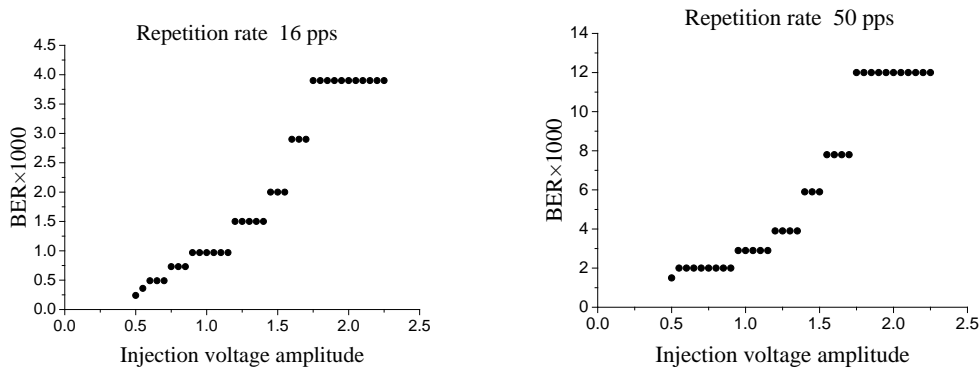 Repetition rate 16 pps
BER×1000
4.5
4.0
3.5
3.0
2.5
2.0
1.5
1.0
0.5
0.0
0.0 0.5 1.0 1.5 2.0 2.5
Injection voltage amplitude
Repetition rate 50 pps
BER×1000
14
12
10
8
6
4
2
0
0.0 0.5 1.0 1.5 2.0 2.5
Injection voltage amplitude